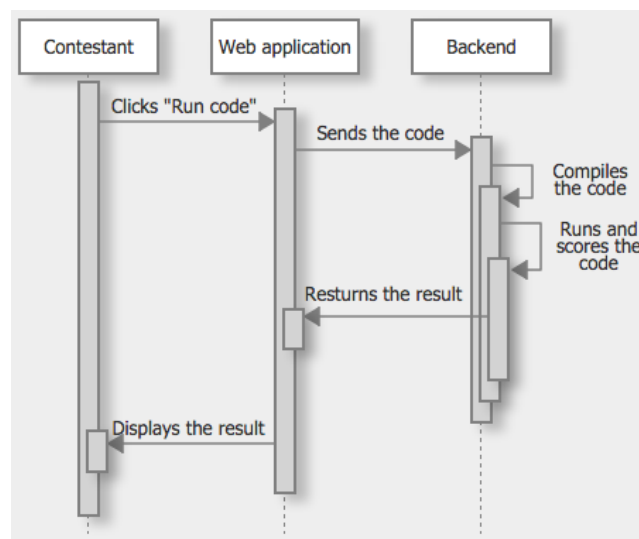 Contestant
Web application
Backend
Clicks "Run code"
Sends the code
Compiles
the code
Runs and
scores the
code
Resturns the result
Displays the result